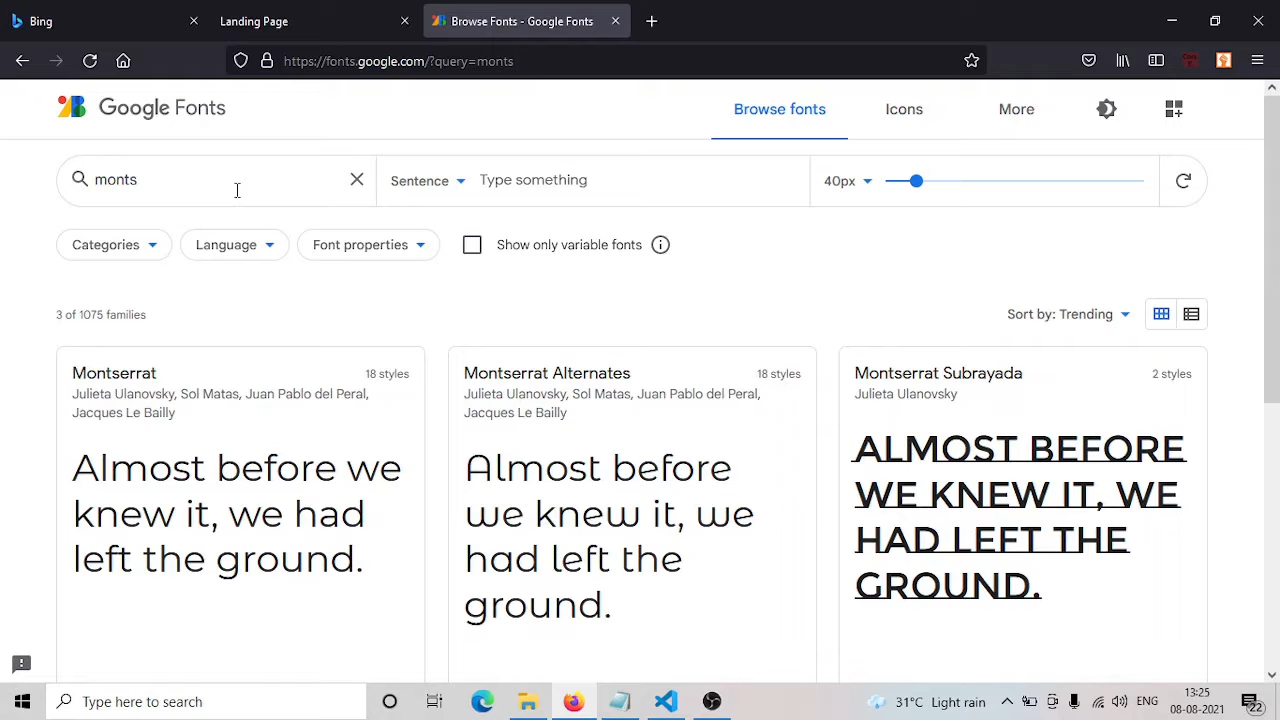 Bing
Landing Page
Browse Fonts - Google Fonts
https://fonts.google.com/?query=monts
Google Fonts
Browse fonts
Icons
More
monts
Sentence
Type something
40px
Categories
Language
Font properties
Show only variable fonts
3 of 1075 families
Sort by: Trending
Montserrat
18 styles
Julieta Ulanovsky, Sol Matas, Juan Pablo del Peral,
Jacques Le Bailly
Almost before we
knew it, we had
left the ground.
Montserrat Alternates
18 styles
Julieta Ulanovsky, Sol Matas, Juan Pablo del Peral,
Jacques Le Bailly
Almost before
we knew it, we
had left the
ground.
Montserrat Subrayada
2 styles
Julieta Ulanovsky
ALMOST BEFORE
WE KNEW IT, WE
HAD LEFT THE
GROUND.
Type here to search
31°C Light rain
ENG
13:25
08-08-2021
22